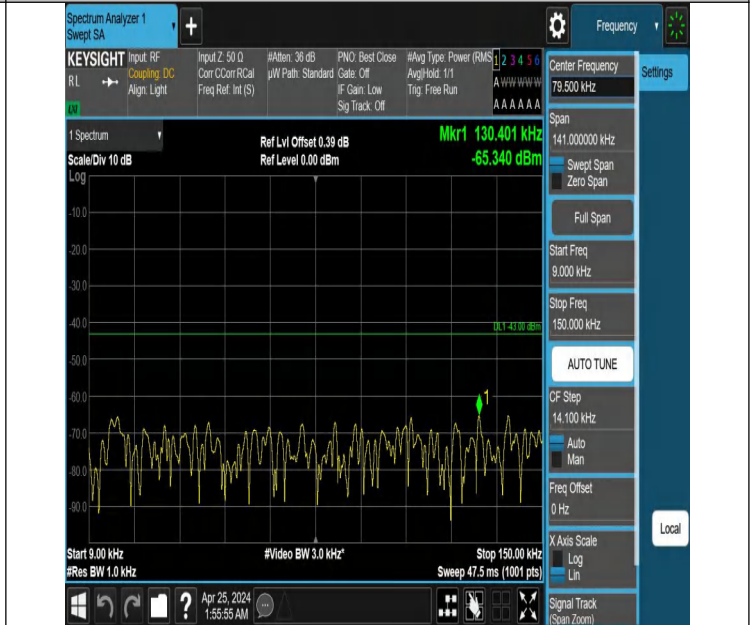 Spectrum Analyzer 1
Swept SA
+
Frequency
KEYSIGHT
RL
Input: RF
Coupling: DC
Align: Light
Input Z: 50 Ω
Corr CCorr RCal
Freq Ref: Int (S)
#Atten: 36 dB
µW Path: Standard
PNO: Best Close
Gate: Off
IF Gain: Low
Sig Track: Off
#Avg Type: Power (RMS
Avg|Hold: 1/1
Trig: Free Run
1 2 3 4 5 6
A W W W W W
A A A A A A
LXI
1 Spectrum
Scale/Div 10 dB
Log
Ref Lvl Offset 0.39 dB
Ref Level 0.00 dBm
Mkr1 130.401 kHz
-65.340 dBm
-10.0
-20.0
-30.0
-40.0
-50.0
-60.0
-70.0
-80.0
-90.0
DL1 -43.00 dBm
1
Start 9.00 kHz
#Res BW 1.0 kHz
#Video BW 3.0 kHz*
Stop 150.00 kHz
Sweep 47.5 ms (1001 pts)
?
Apr 25, 2024
1:55:55 AM
Center Frequency
79.500 kHz
Settings
Span
141.000000 kHz
Swept Span
Zero Span
Full Span
Start Freq
9.000 kHz
Stop Freq
150.000 kHz
AUTO TUNE
CF Step
14.100 kHz
Auto
Man
Freq Offset
0 Hz
X Axis Scale
Log
Lin
Local
Signal Track
(Span Zoom)